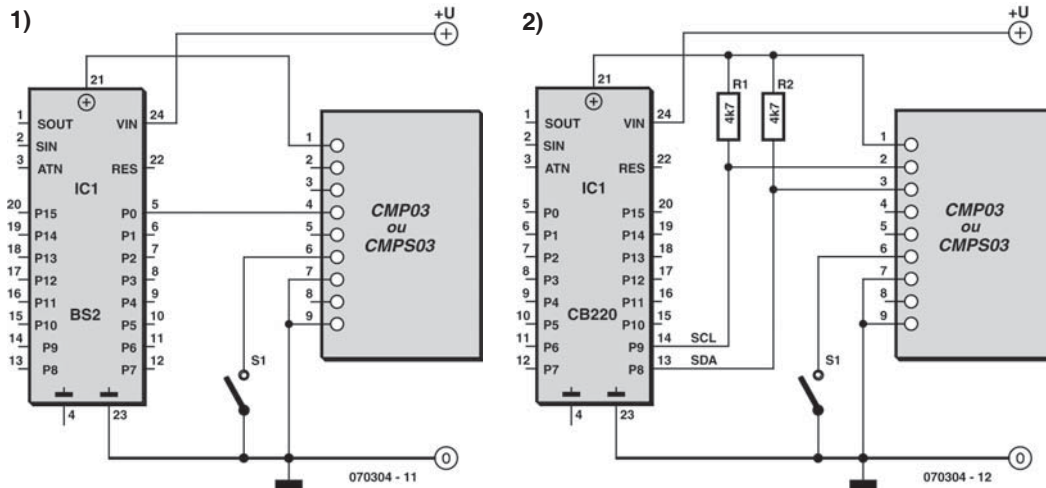 1)
+U
+
21
+
1 SOUT VIN 24
2 SIN
3 ATN RES 22
IC1
20 P15 P0 5
19 P14 P1 6
18 P13 P2 7
17 P12 P3 8
16 P11 P4 9
15 P10 BS2 P5 10
14 P9 P6 11
13 P8 P7 12
4
23
1
2
3
4
5
6
7
8
9
CMP03
ou
CMPS03
S1
0
070304 - 11
2)
+U
+
21
+
R1
4k7
R2
4k7
1 SOUT VIN 24
2 SIN
3 ATN RES 22
IC1
5 P0 P15 20
6 P1 P14 19
7 P2 P13 18
8 P3 P12 17
9 P4 P11 16
10 P5 CB220 P10 15
11 P6 P9 14 SCL
12 P7 P8 13 SDA
4
23
1
2
3
4
5
6
7
8
9
CMP03
ou
CMPS03
S1
0
070304 - 12